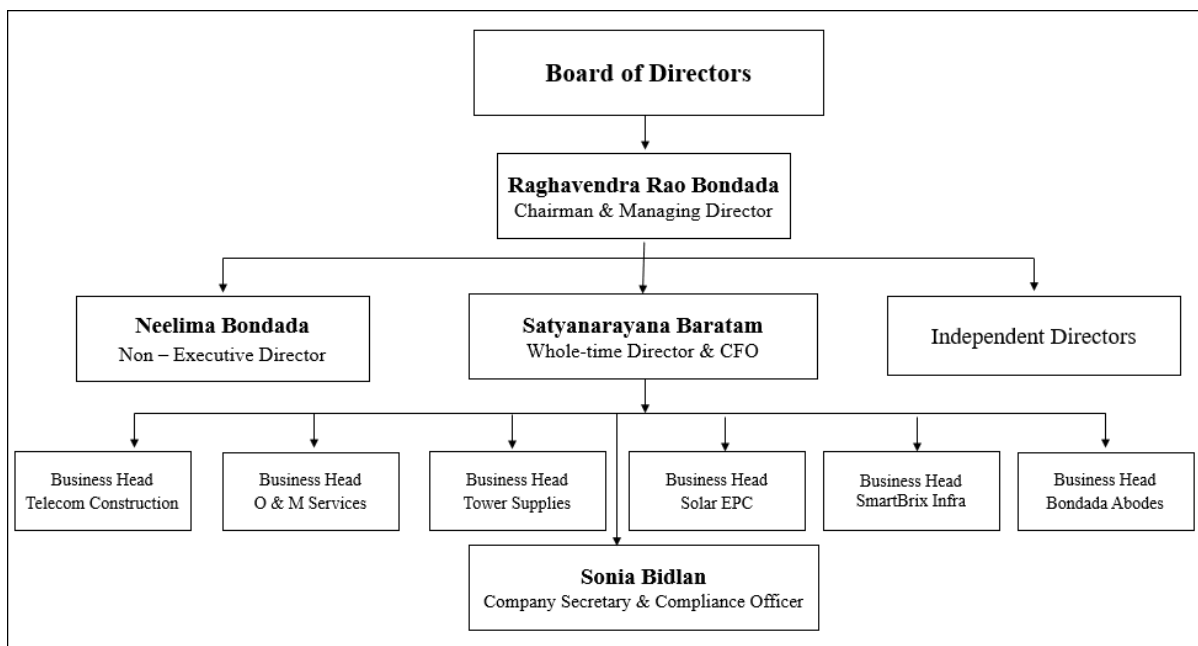 Board of Directors
Raghavendra Rao Bondada
Chairman & Managing Director
Neelima Bondada
Non – Executive Director
Satyanarayana Baratam
Whole-time Director & CFO
Independent Directors
Business Head
Telecom Construction
Business Head
O & M Services
Business Head
Tower Supplies
Business Head
Solar EPC
Business Head
SmartBrix Infra
Business Head
Bondada Abodes
Sonia Bidlan
Company Secretary & Compliance Officer